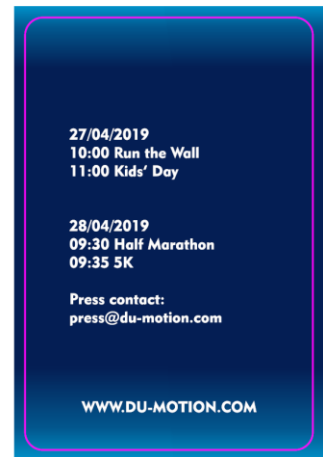 27/04/2019
10:00 Run the Wall
11:00 Kids' Day
28/04/2019
09:30 Half Marathon
09:35 5K
Press contact:
press@du-motion.com
WWW.DU-MOTION.COM